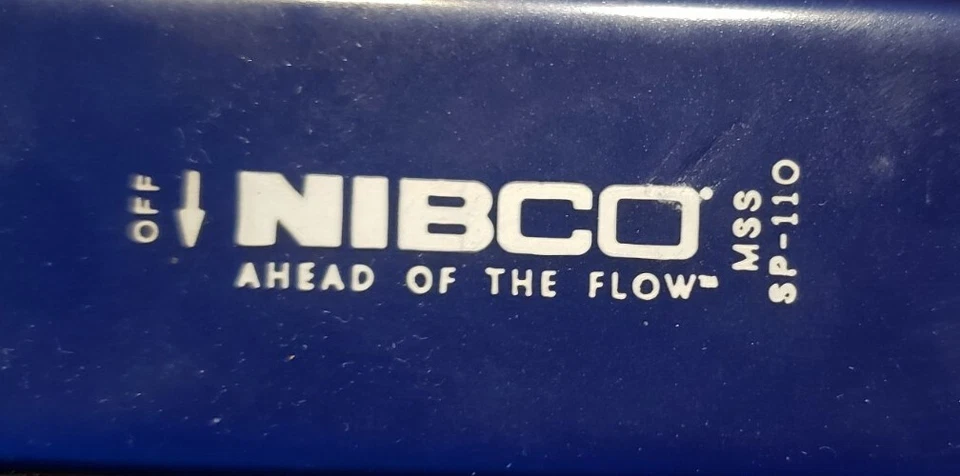 OFF
NIBCO®
AHEAD OF THE FLOW™
MSS
SP-110